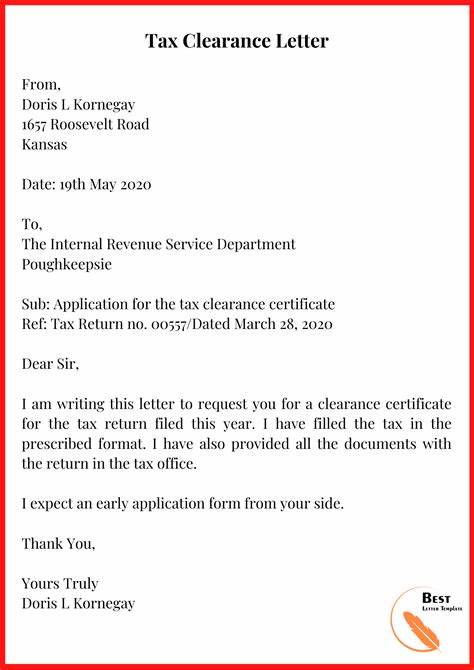 Tax Clearance Letter
From,
Doris L Kornegay
1657 Roosevelt Road
Kansas
Date: 19th May 2020
To,
The Internal Revenue Service Department
Poughkeepsie
Sub: Application for the tax clearance certificate
Ref: Tax Return no. 00557/Dated March 28, 2020
Dear Sir,
I am writing this letter to request you for a clearance certificate
for the tax return filed this year. I have filled the tax in the
prescribed format. I have also provided all the documents with
the return in the tax office.
I expect an early application form from your side.
Thank You,
Yours Truly
Doris L Kornegay
Best
Letter Template